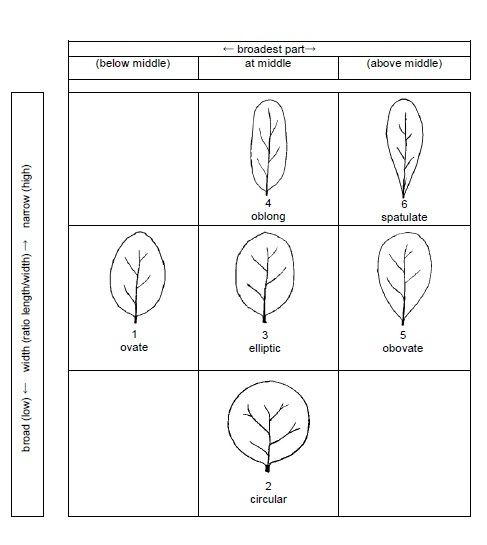 ← broadest part→
(below middle) at middle (above middle)
broad (low) ← width (ratio length/width) → narrow (high)
4 6
oblong spatulate
1 3 5
ovate elliptic obovate
2
circular